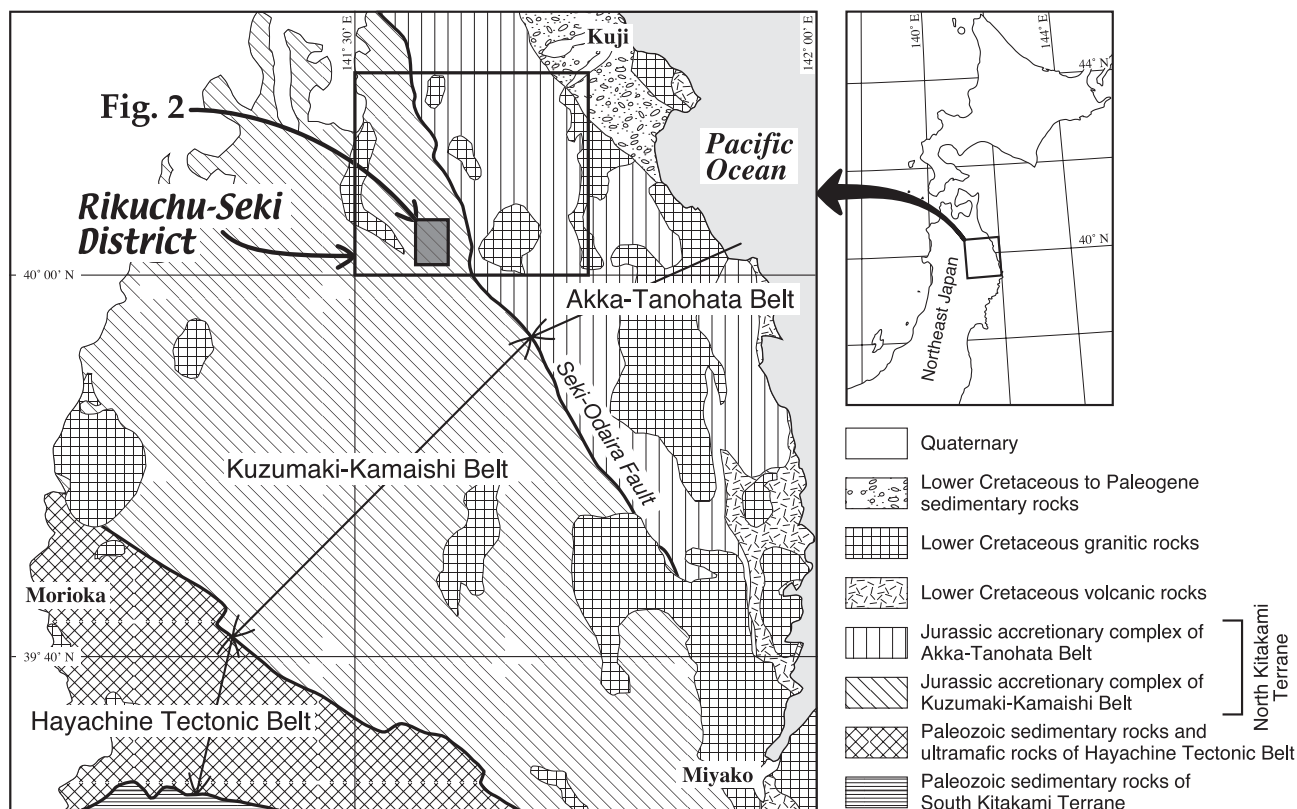 Kuji
141° 30' E
142° 00' E
Fig. 2
Pacific
Ocean
Rikuchu-Seki
District
40° 00' N
Akka-Tanohata Belt
Seki-Odaira Fault
Kuzumaki-Kamaishi Belt
Morioka
39° 40' N
Hayachine Tectonic Belt
Miyako
140° E
144° E
44° N
40° N
Northeast Japan
Quaternary
Lower Cretaceous to Paleogene
sedimentary rocks
Lower Cretaceous granitic rocks
Lower Cretaceous volcanic rocks
Jurassic accretionary complex of
Akka-Tanohata Belt
Jurassic accretionary complex of
Kuzumaki-Kamaishi Belt
North Kitakami
Terrane
Paleozoic sedimentary rocks and
ultramafic rocks of Hayachine Tectonic Belt
Paleozoic sedimentary rocks of
South Kitakami Terrane